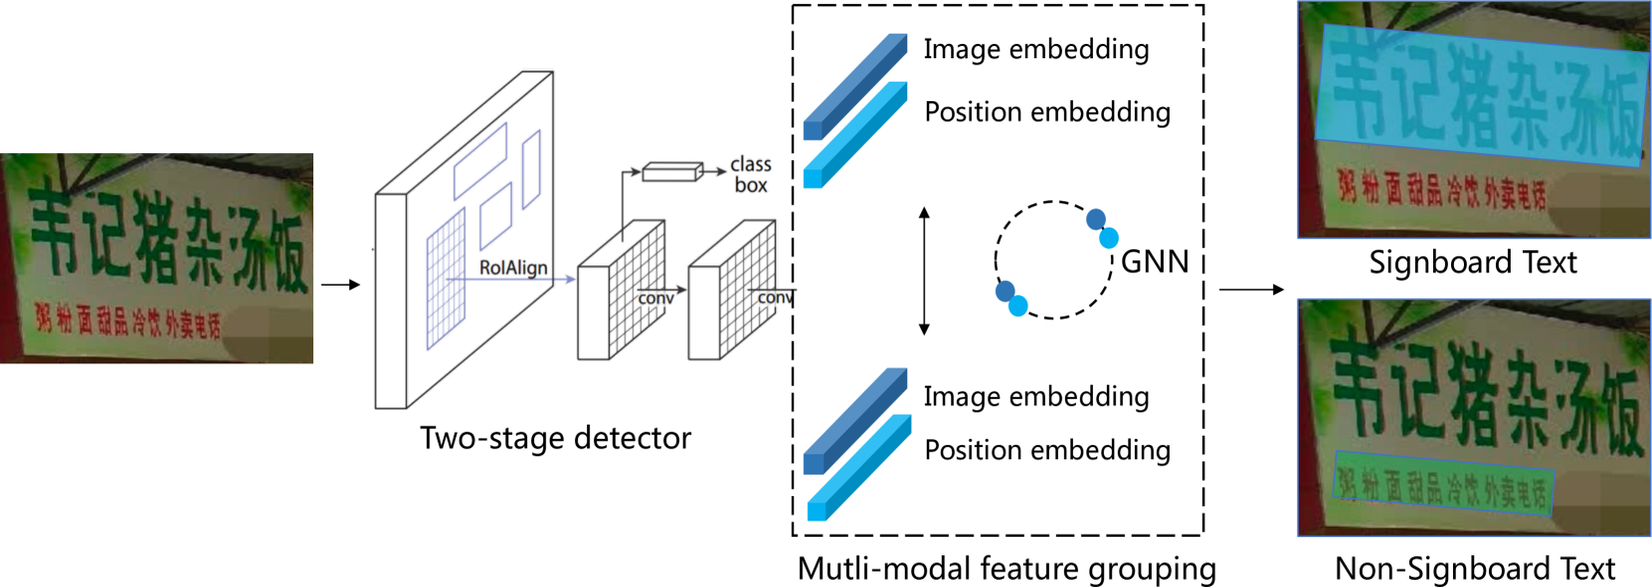 韦记猪杂汤饭
粥 粉 面 甜品 冷饮 外卖电话
RoIAlign
class
box
conv
conv
Two-stage detector
Image embedding
Position embedding
GNN
Image embedding
Position embedding
Mutli-modal feature grouping
韦记猪杂汤饭
粥 粉 面 甜品 冷饮 外卖电话
Signboard Text
韦记猪杂汤饭
粥 粉 面 甜品 冷饮 外卖电话
Non-Signboard Text